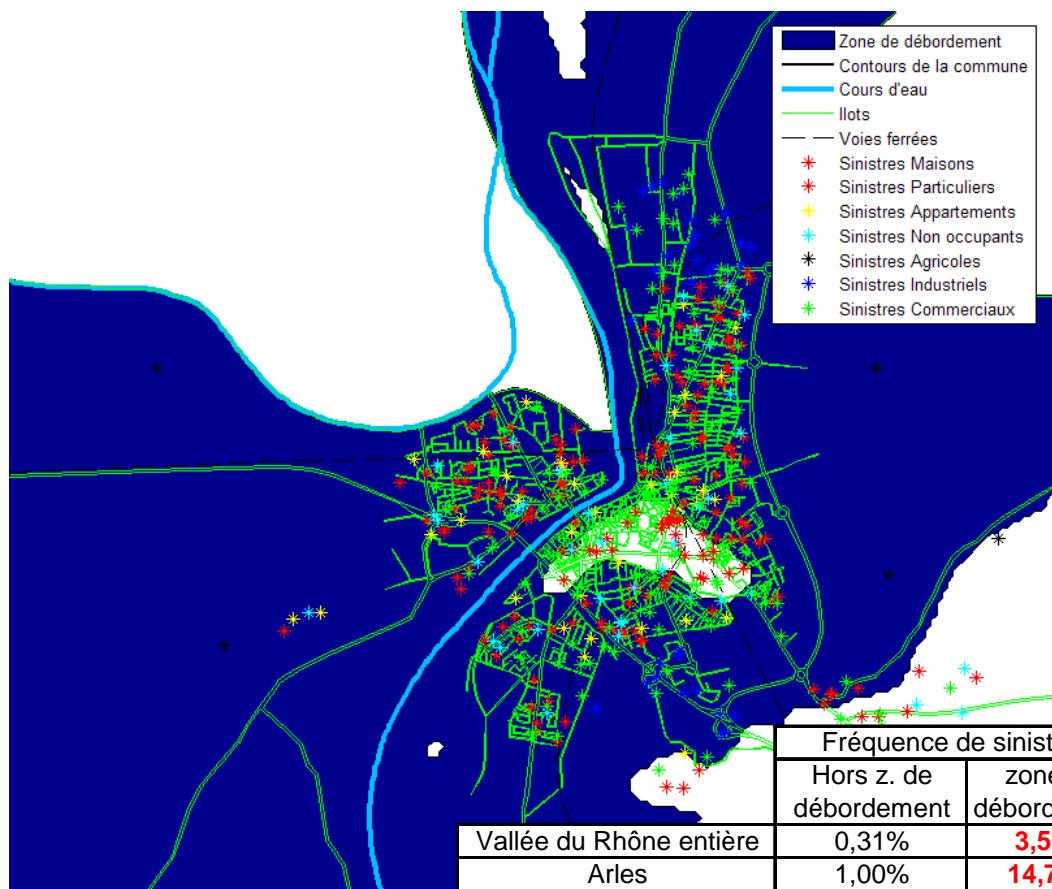 Zone de débordement
Contours de la commune
Cours d'eau
Ilots
Voies ferrées
Sinistres Maisons
Sinistres Particuliers
Sinistres Appartements
Sinistres Non occupants
Sinistres Agricoles
Sinistres Industriels
Sinistres Commerciaux
Fréquence de sinist
Hors z. de débordement
zone débord
Vallée du Rhône entière 0,31% 3,5
Arles 1,00% 14,7